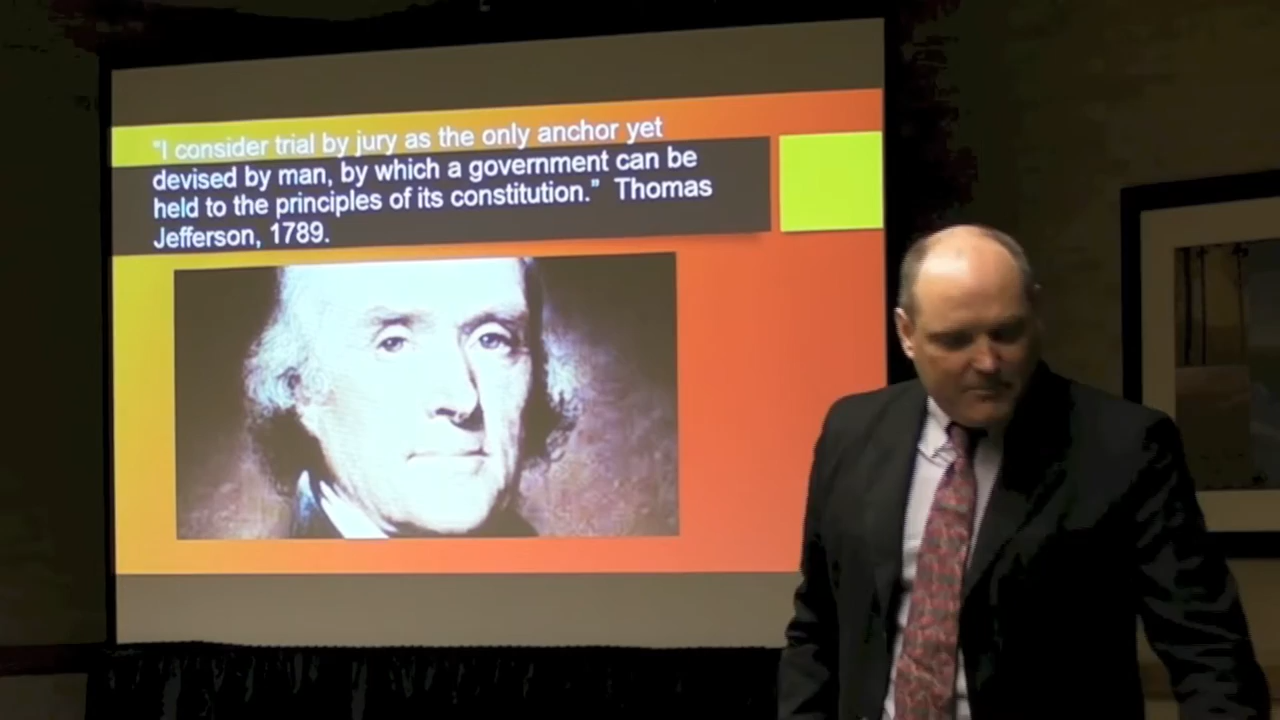 "I consider trial by jury as the only anchor yet
devised by man, by which a government can be
held to the principles of its constitution." Thomas
Jefferson, 1789.